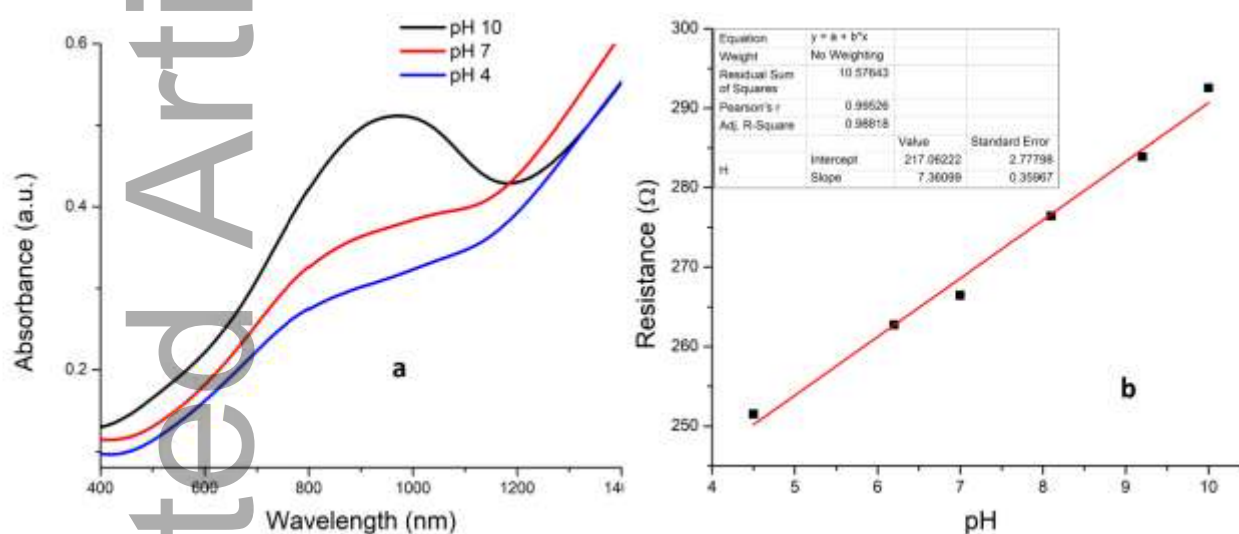 ted Arti
pH 10
pH 7
pH 4
0.6
0.4
0.2
Absorbance (a.u.)
a
400 600 800 1000 1200 140
Wavelength (nm)
300
290
280
270
260
250
Resistance (Ω)
Equation y = a + b*x
Weight No Weighting
Residual Sum of Squares 10.57643
Pearson's r 0.99526
Adj. R-Square 0.98818
Value Standard Error
H Intercept 217.06222 2.77798
Slope 7.36099 0.35967
b
4 5 6 7 8 9 10
pH